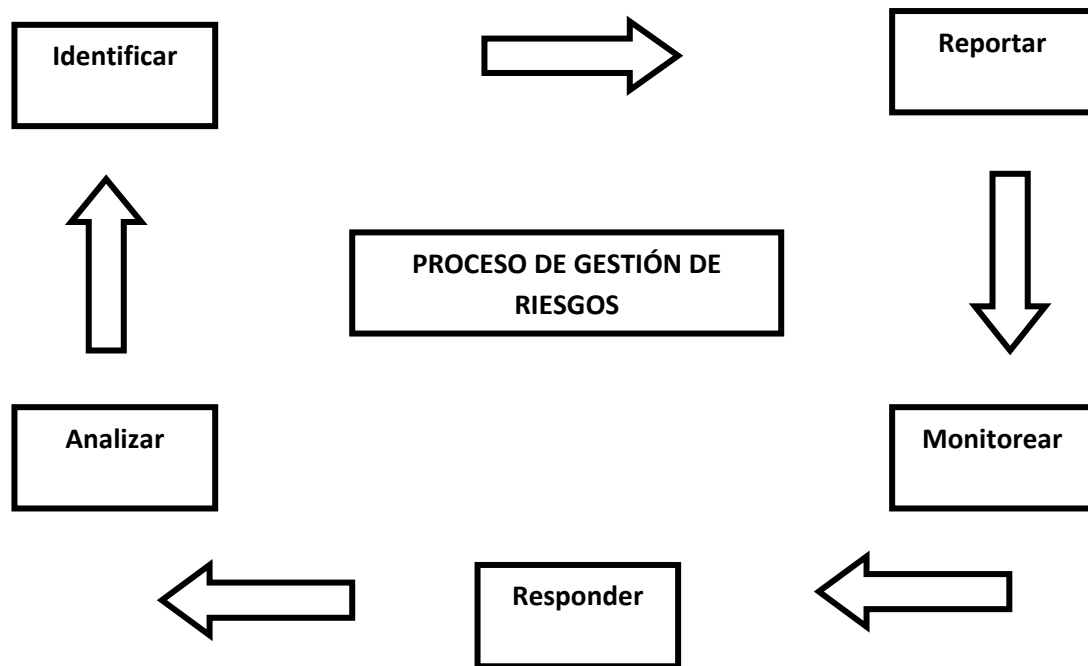 Identificar
Reportar
PROCESO DE GESTIÓN DE
RIESGOS
Analizar
Monitorear
Responder